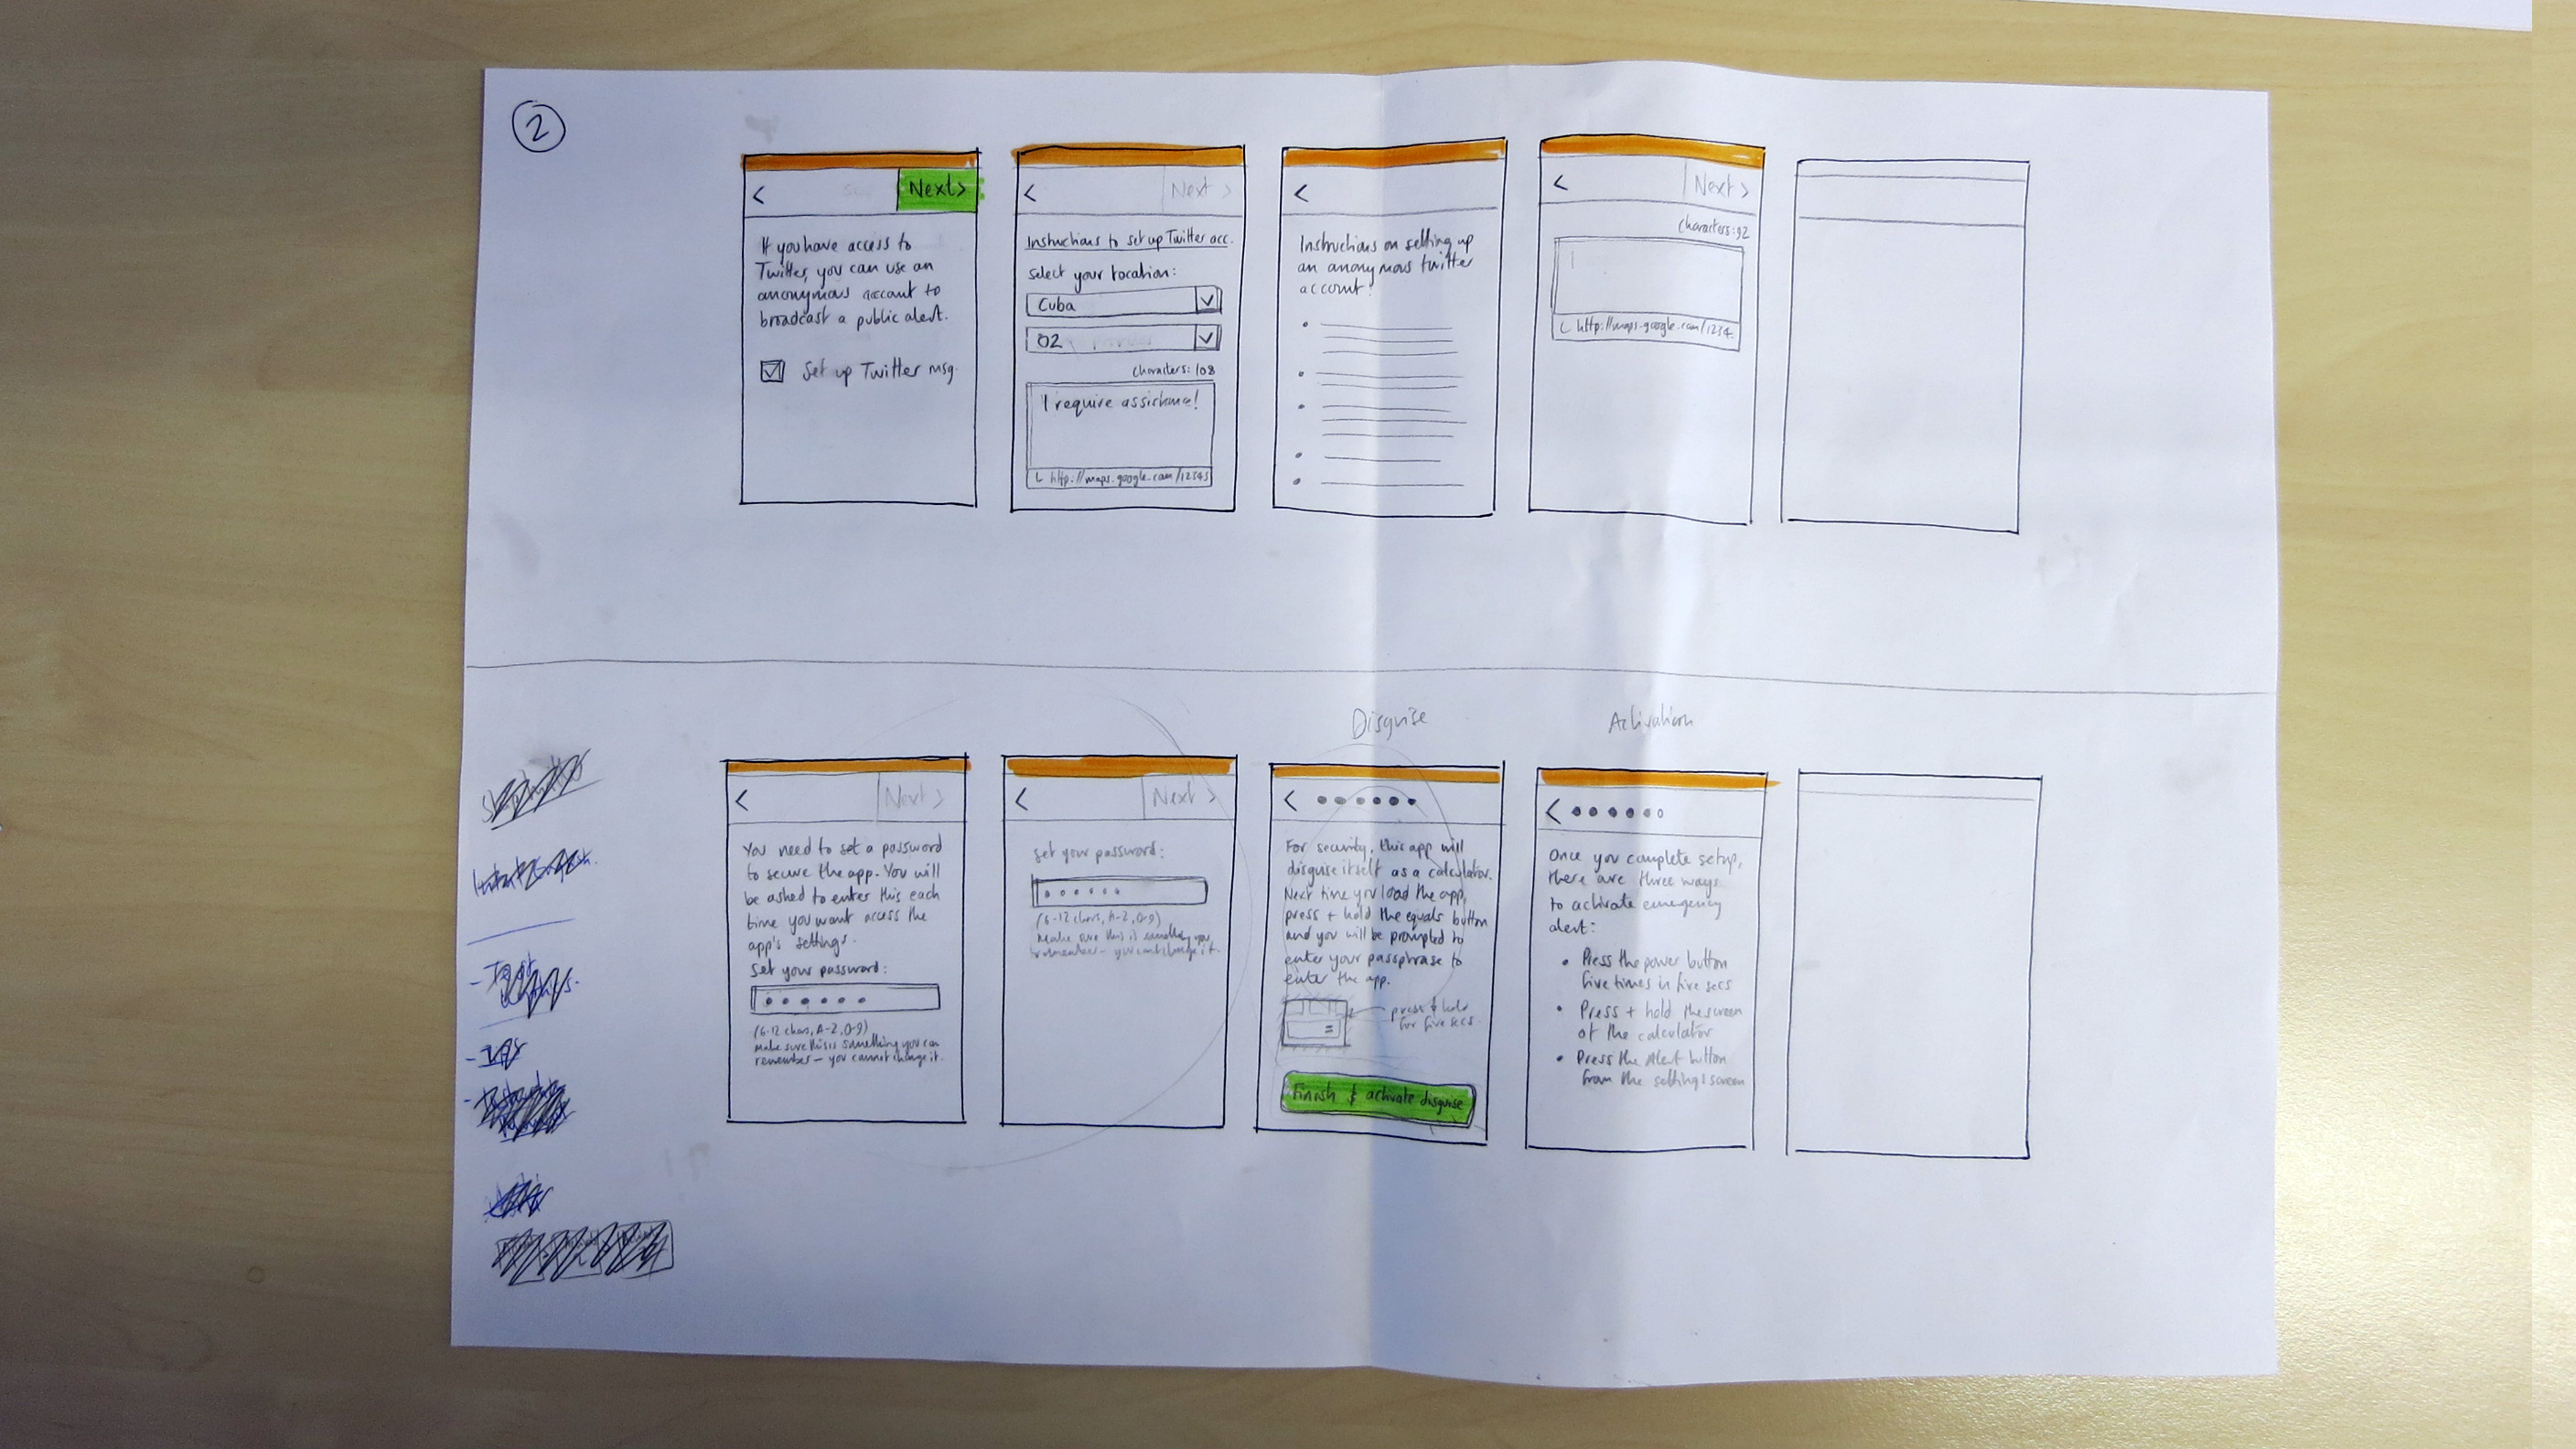 2
<
Next>
If you have access to
Twitter, you can use an
anonymous account to
broadcast a public alert.
Set up Twitter msg.
<
Next >
Instructions to set up Twitter acc.
select your location:
Cuba
O2
characters: 108
I require assistance!
http://maps.google.com/12345
<
Instructions on setting up
an anonymous twitter
account:
<
Next >
characters: 92
http://maps.google.com/1234
<
Next >
You need to set a password
to secure the app. You will
be asked to enter this each
time you want access the
app's settings.
Set your password:
(6-12 chars, A-Z, 0-9)
Make sure this is something you can
remember – you cannot change it.
<
Next >
Set your password:
(6-12 chars, A-Z, 0-9)
Make sure this is something you
remember – you cant change it.
Disguise
<
For security, this app will
disguise itself as a calculator.
Next time you load the app,
press + hold the equals button
and you will be prompted to
enter your passphrase to
enter the app.
=
press & hold
for five secs.
Finish & activate disguise
Activation
<
Once you complete setup,
there are three ways
to activate emergency
alert:
• Press the power button
five times in five secs
• Press + hold the screen
of the calculator
• Press the Alert button
from the settings screen